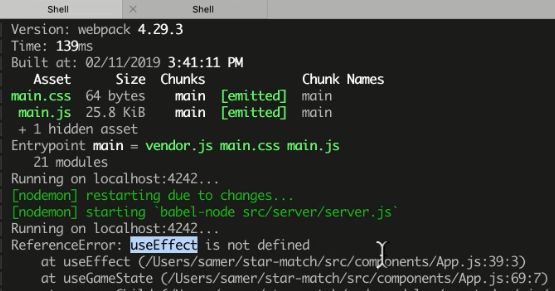 Shell × Shell
Version: webpack 4.29.3
Time: 139ms
Built at: 02/11/2019 3:41:11 PM
Asset Size Chunks Chunk Names
main.css 64 bytes main [emitted] main
main.js 25.8 KiB main [emitted] main
+ 1 hidden asset
Entrypoint main = vendor.js main.css main.js
21 modules
Running on localhost:4242...
[nodemon] restarting due to changes...
[nodemon] starting `babel-node src/server/server.js`
Running on localhost:4242...
ReferenceError: useEffect is not defined
at useEffect (/Users/samer/star-match/src/components/App.js:39:3)
at useGameState (/Users/samer/star-match/src/components/App.js:69:7)